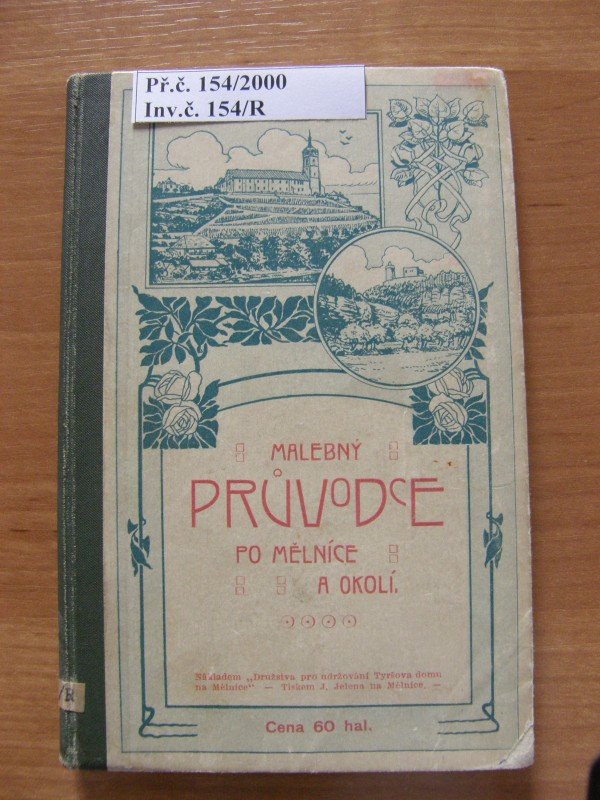 Př.č. 154/2000
Inv.č. 154/R
MALEBNÝ
PRŮVODCE
PO MĚLNÍCE
A OKOLÍ.
Nákladem „Družstva pro udržování Tyršova domu
na Mělníce" — Tiskem J. Jelena na Mělníce. —
Cena 60 hal.